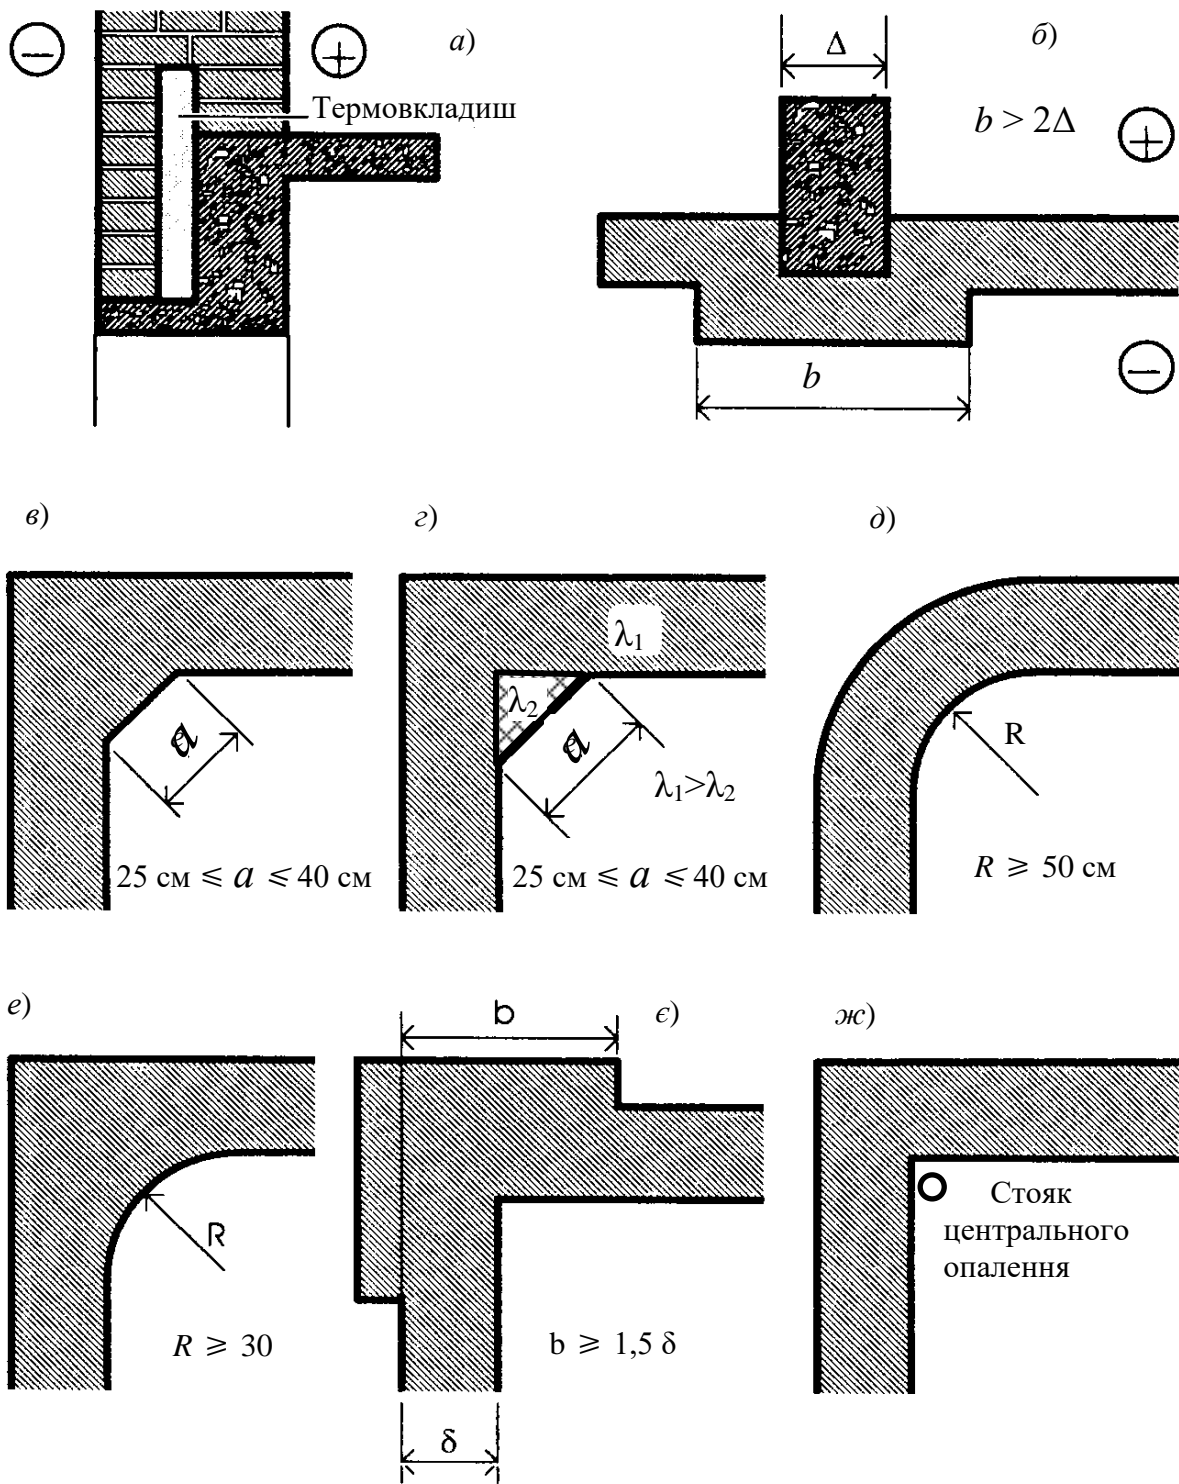 − + а) Δ б)
Термовкладиш
b > 2Δ +
b −
в) г) д)
λ₁
λ₂
a a R
λ₁>λ₂
25 см ⩽ a ⩽ 40 см 25 см ⩽ a ⩽ 40 см R ⩾ 50 см
е) b є) ж)
Стояк
центрального
опалення
R
R ⩾ 30 b ⩾ 1,5 δ
δ